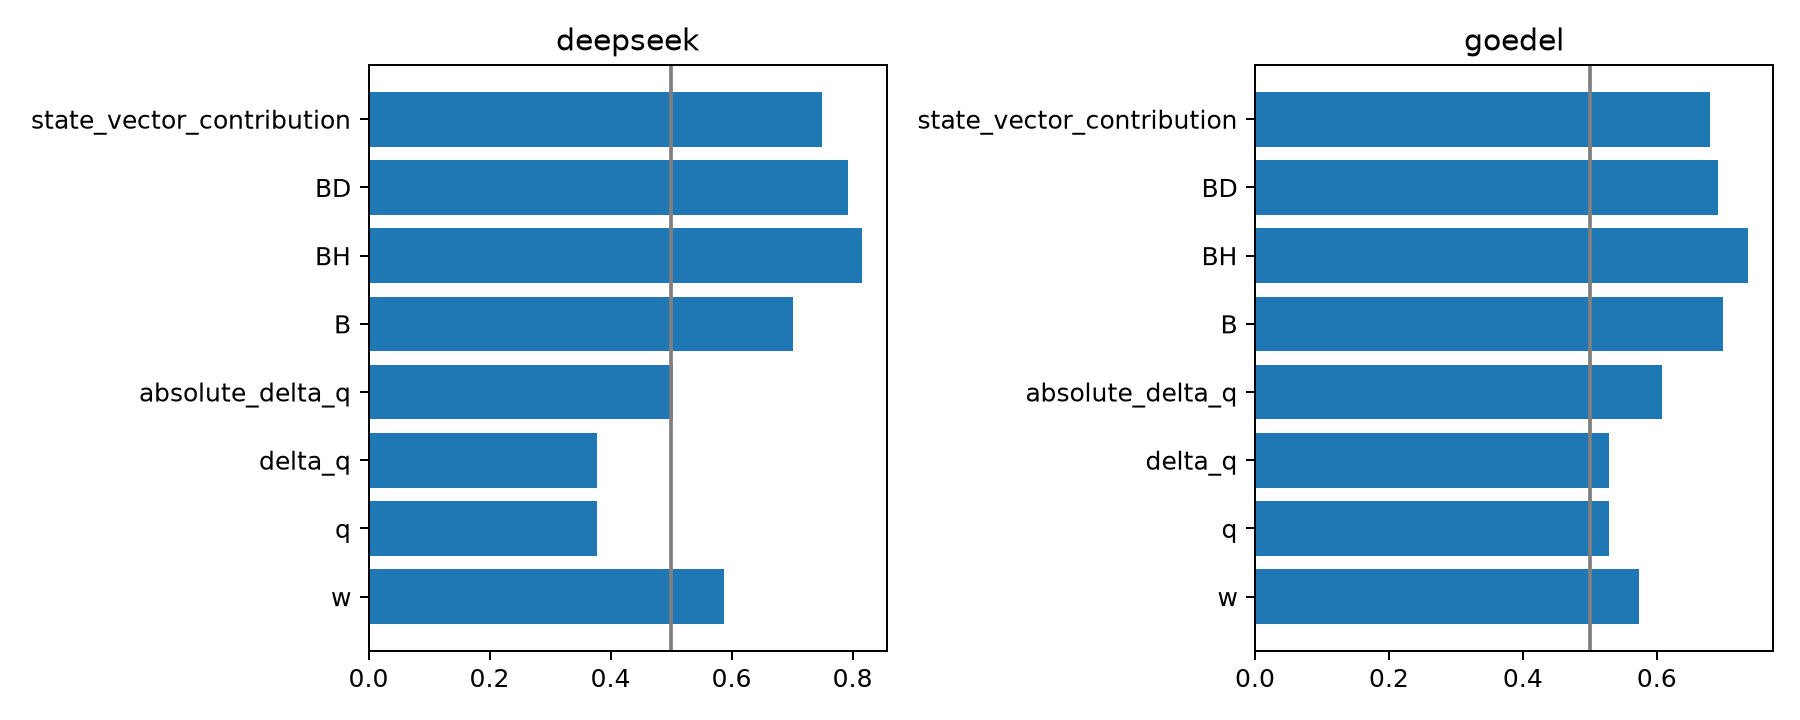 deepseek
state_vector_contribution
BD
BH
B
absolute_delta_q
delta_q
q
w
0.0 0.2 0.4 0.6 0.8
goedel
state_vector_contribution
BD
BH
B
absolute_delta_q
delta_q
q
w
0.0 0.2 0.4 0.6